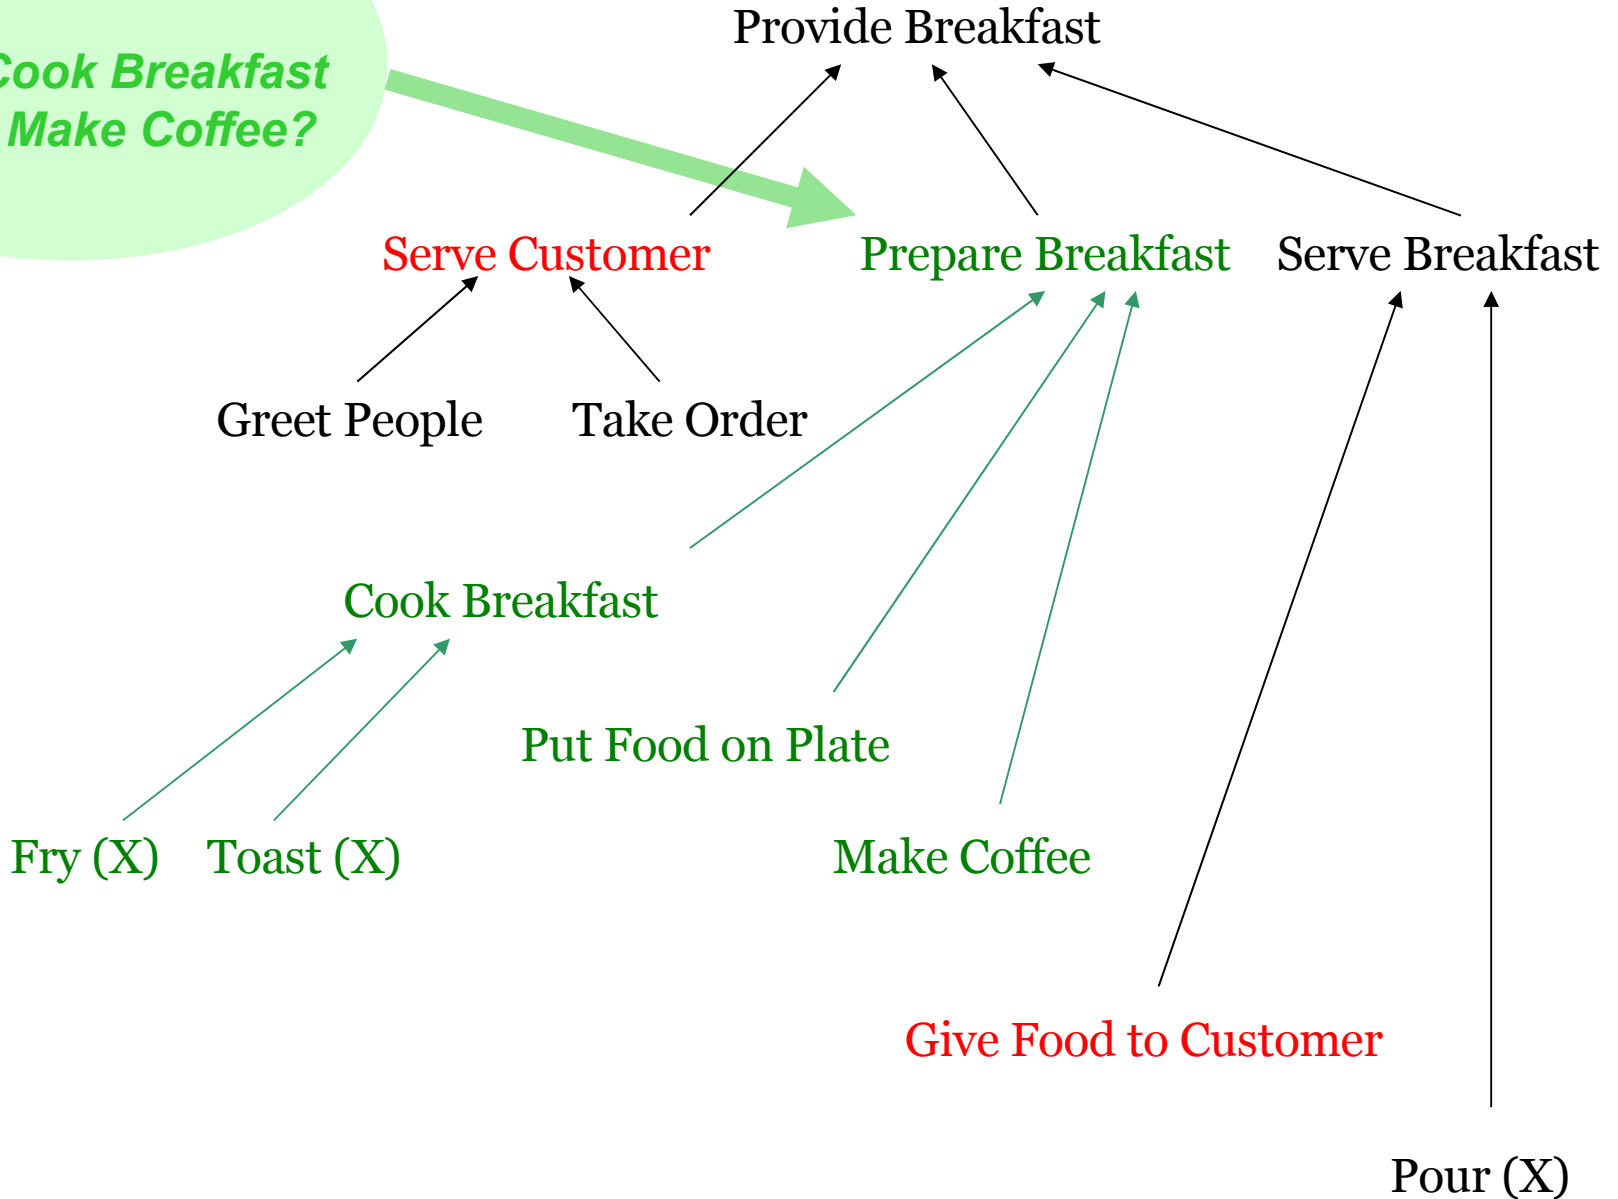 Provide Breakfast
Cook Breakfast
Make Coffee?
Serve Customer
Prepare Breakfast
Serve Breakfast
Greet People
Take Order
Cook Breakfast
Put Food on Plate
Fry (X)
Toast (X)
Make Coffee
Give Food to Customer
Pour (X)